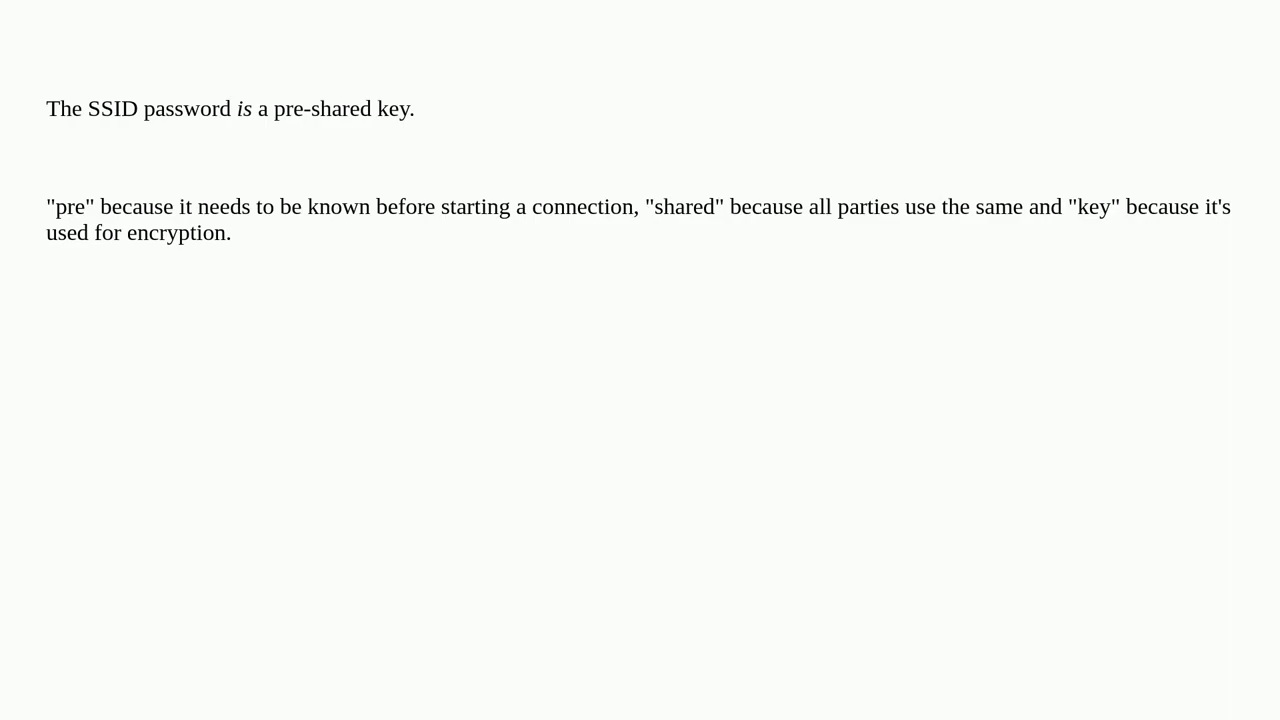 The SSID password is a pre-shared key.
"pre" because it needs to be known before starting a connection, "shared" because all parties use the same and "key" because it's
used for encryption.